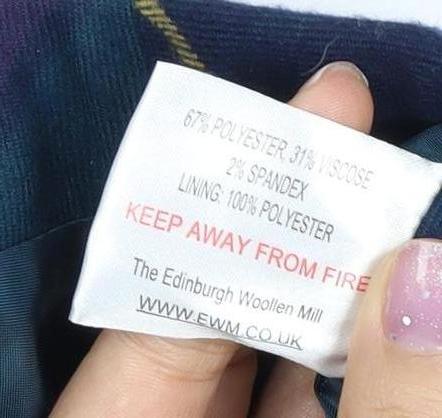 67% POLYESTER, 31% VISCOSE
2% SPANDEX
LINING: 100% POLYESTER
KEEP AWAY FROM FIRE
The Edinburgh Woollen Mill
WWW.EWM.CO.UK